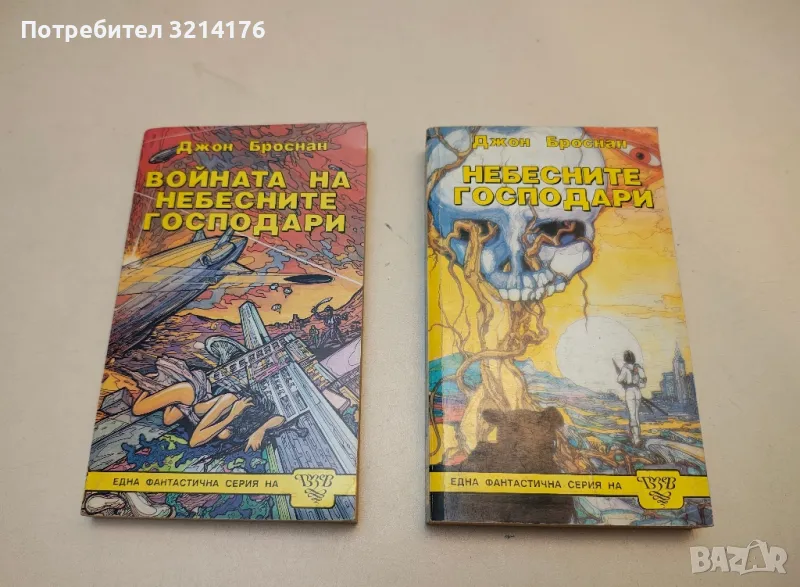 Потребител 3214176
Джон Броснан
ВОЙНАТА НА
НЕБЕСНИТЕ
ГОСПОДАРИ
ЕДНА ФАНТАСТИЧНА СЕРИЯ НА
Джон Броснан
НЕБЕСНИТЕ
ГОСПОДАРИ
ЕДНА ФАНТАСТИЧНА СЕРИЯ НА
БАZАР